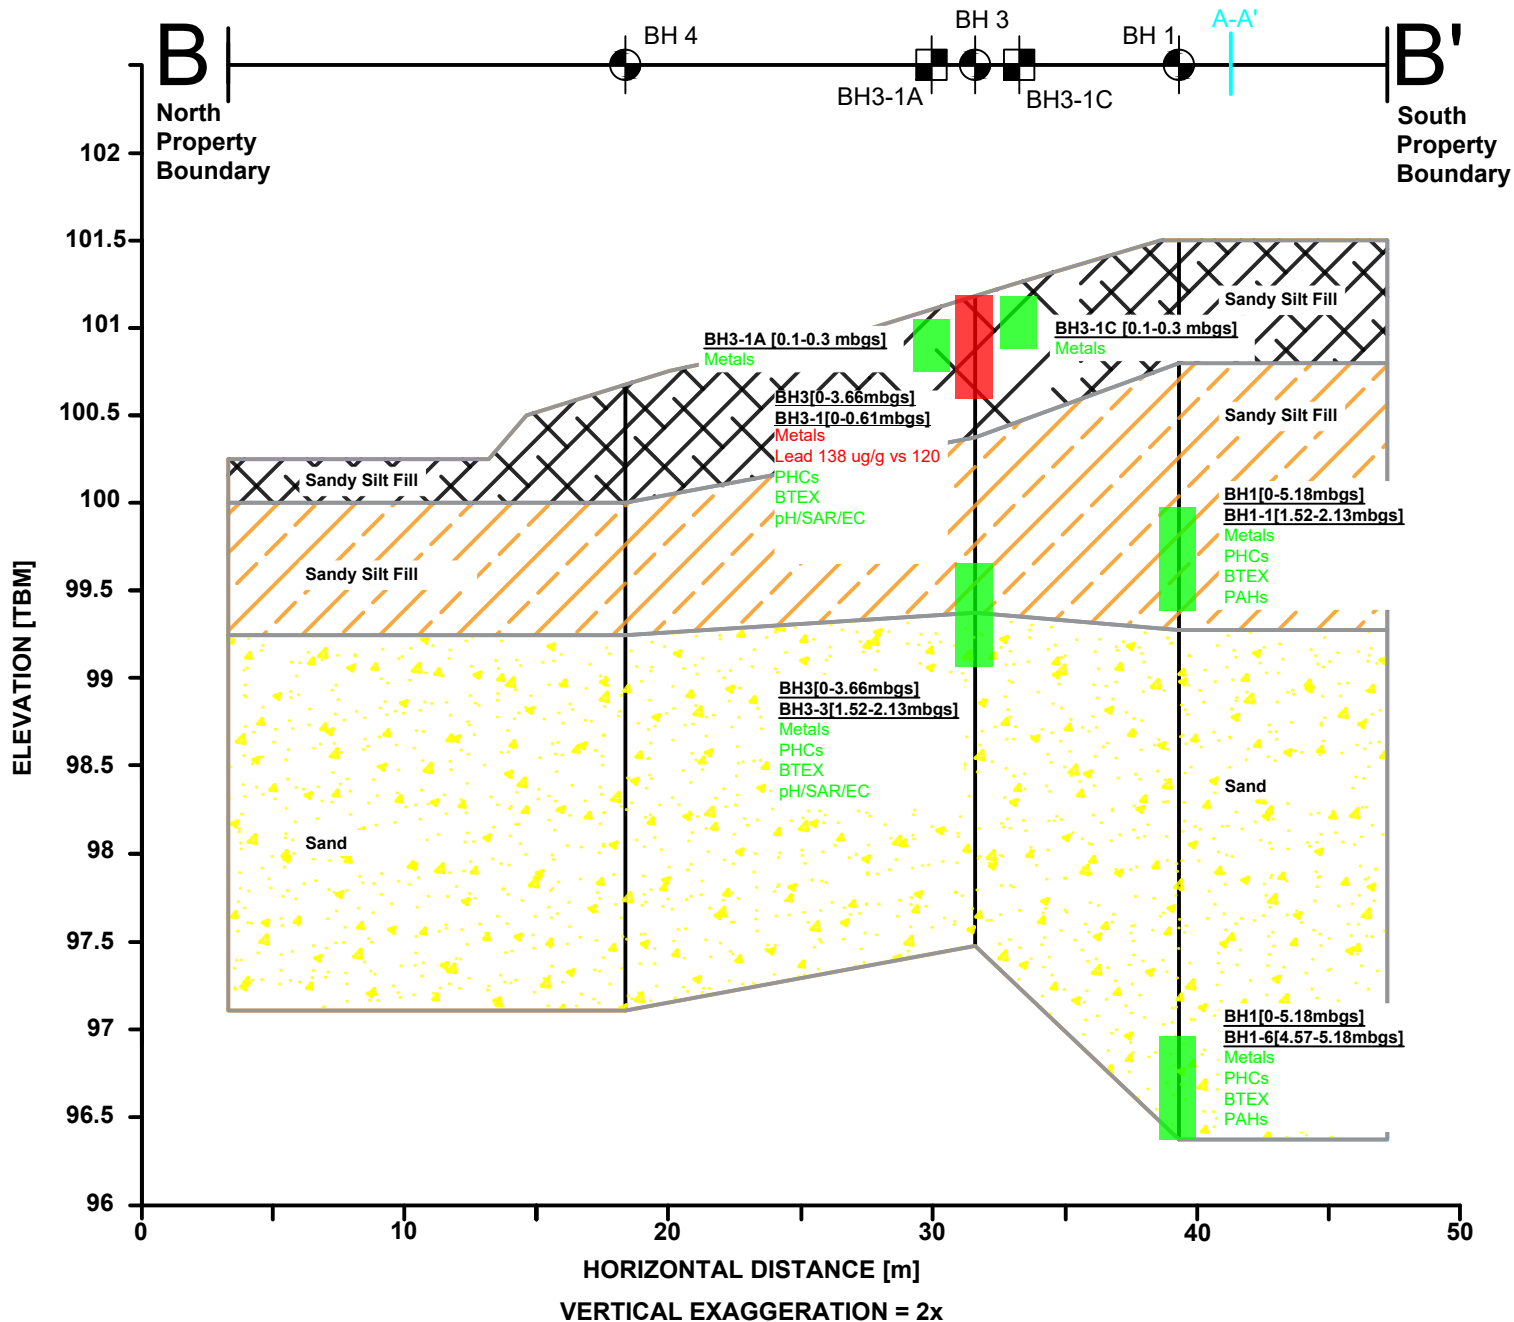 B
B'
BH 4
BH 3
BH 1
A-A'
BH3-1A
BH3-1C
North
Property
Boundary
South
Property
Boundary
102
101.5
101
100.5
100
99.5
99
98.5
98
97.5
97
96.5
96
ELEVATION [TBM]
Sandy Silt Fill
BH3-1A [0.1-0.3 mbgs]
Metals
BH3-1C [0.1-0.3 mbgs]
Metals
BH3[0-3.66mbgs]
BH3-1[0-0.61mbgs]
Metals
Lead 138 ug/g vs 120
PHCs
BTEX
pH/SAR/EC
Sandy Silt Fill
Sandy Silt Fill
BH1[0-5.18mbgs]
BH1-1[1.52-2.13mbgs]
Metals
PHCs
BTEX
PAHs
Sandy Silt Fill
BH3[0-3.66mbgs]
BH3-3[1.52-2.13mbgs]
Metals
PHCs
BTEX
pH/SAR/EC
Sand
Sand
BH1[0-5.18mbgs]
BH1-6[4.57-5.18mbgs]
Metals
PHCs
BTEX
PAHs
0
10
20
30
40
50
HORIZONTAL DISTANCE [m]
VERTICAL EXAGGERATION = 2x